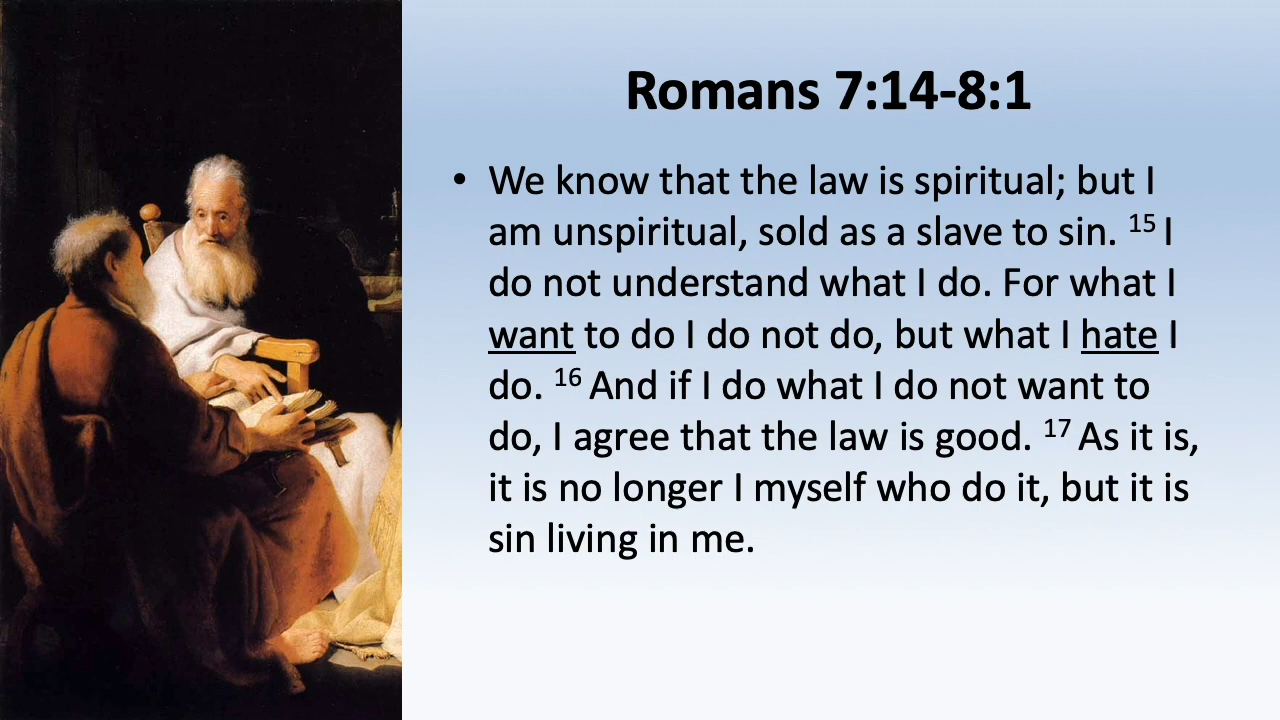 Romans 7:14-8:1
• We know that the law is spiritual; but I
am unspiritual, sold as a slave to sin. 15 I
do not understand what I do. For what I
want to do I do not do, but what I hate I
do. 16 And if I do what I do not want to
do, I agree that the law is good. 17 As it is,
it is no longer I myself who do it, but it is
sin living in me.